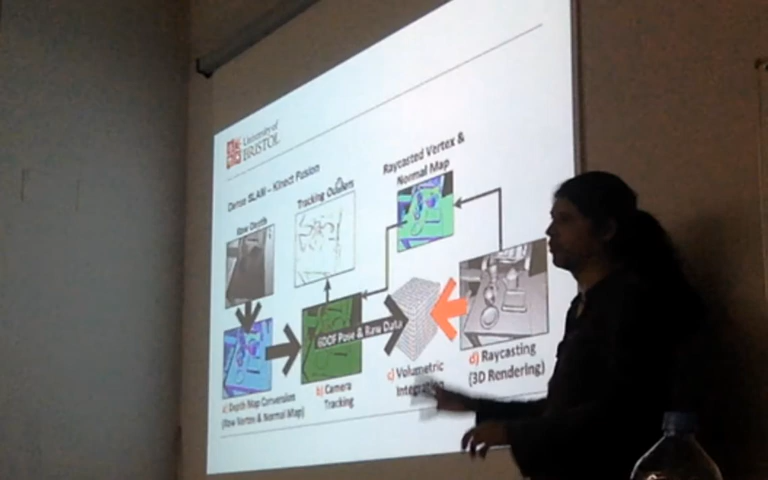 University of
BRISTOL
Dense SLAM – Kinect Fusion
Raw Depth
Tracking Outliers
Raycasted Vertex &
Normal Map
6DOF Pose & Raw Data
a) Depth Map Conversion
(Raw Vertex & Normal Map)
b) Camera
Tracking
c) Volumetric
Integration
d) Raycasting
(3D Rendering)